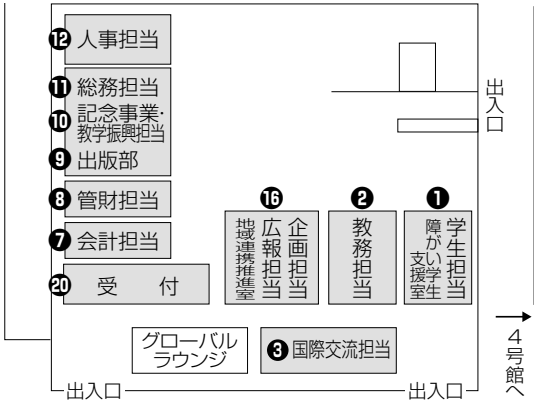 ⓬ 人事担当
⓫ 総務担当
❿ 記念事業・
教学振興担当
❾ 出版部
❽ 管財担当
❼ 会計担当
⓴ 受 付
出入口
⓰
企画担当
広報担当
地域連携推進室
❷
教務担当
❶
学生担当
障がい学生
支援室
グローバル
ラウンジ
❸ 国際交流担当
4号館へ
出入口
出入口